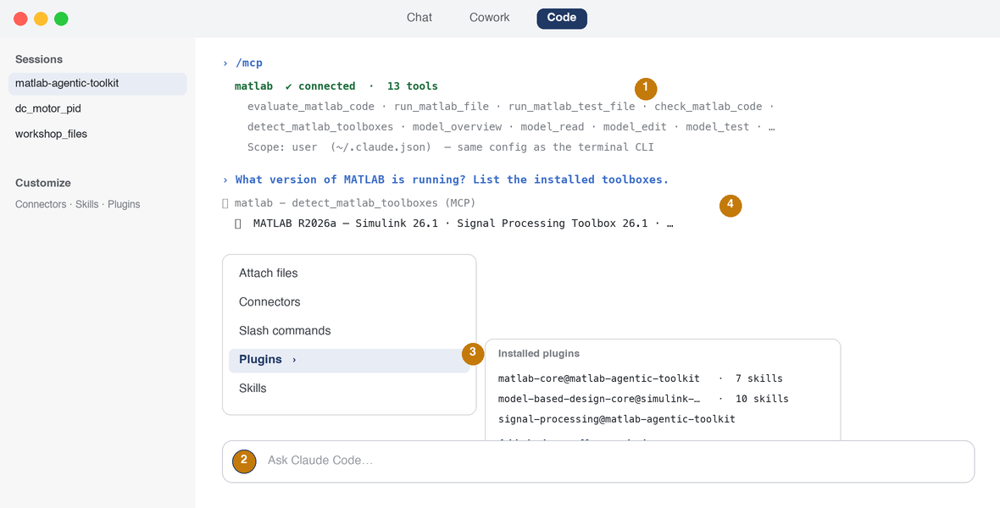 Chat Cowork Code
Sessions
matlab-agentic-toolkit
dc_motor_pid
workshop_files
Customize
Connectors · Skills · Plugins
› /mcp
matlab ✔ connected · 13 tools
1
evaluate_matlab_code · run_matlab_file · run_matlab_test_file · check_matlab_code ·
detect_matlab_toolboxes · model_overview · model_read · model_edit · model_test · …
Scope: user (~/.claude.json) — same config as the terminal CLI
› What version of MATLAB is running? List the installed toolboxes.
matlab – detect_matlab_toolboxes (MCP)
4
MATLAB R2026a — Simulink 26.1 · Signal Processing Toolbox 26.1 · …
Attach files
Connectors
Slash commands
Plugins ›
Skills
3
Installed plugins
matlab-core@matlab-agentic-toolkit · 7 skills
model-based-design-core@simulink-… · 10 skills
signal-processing@matlab-agentic-toolkit
2
Ask Claude Code…